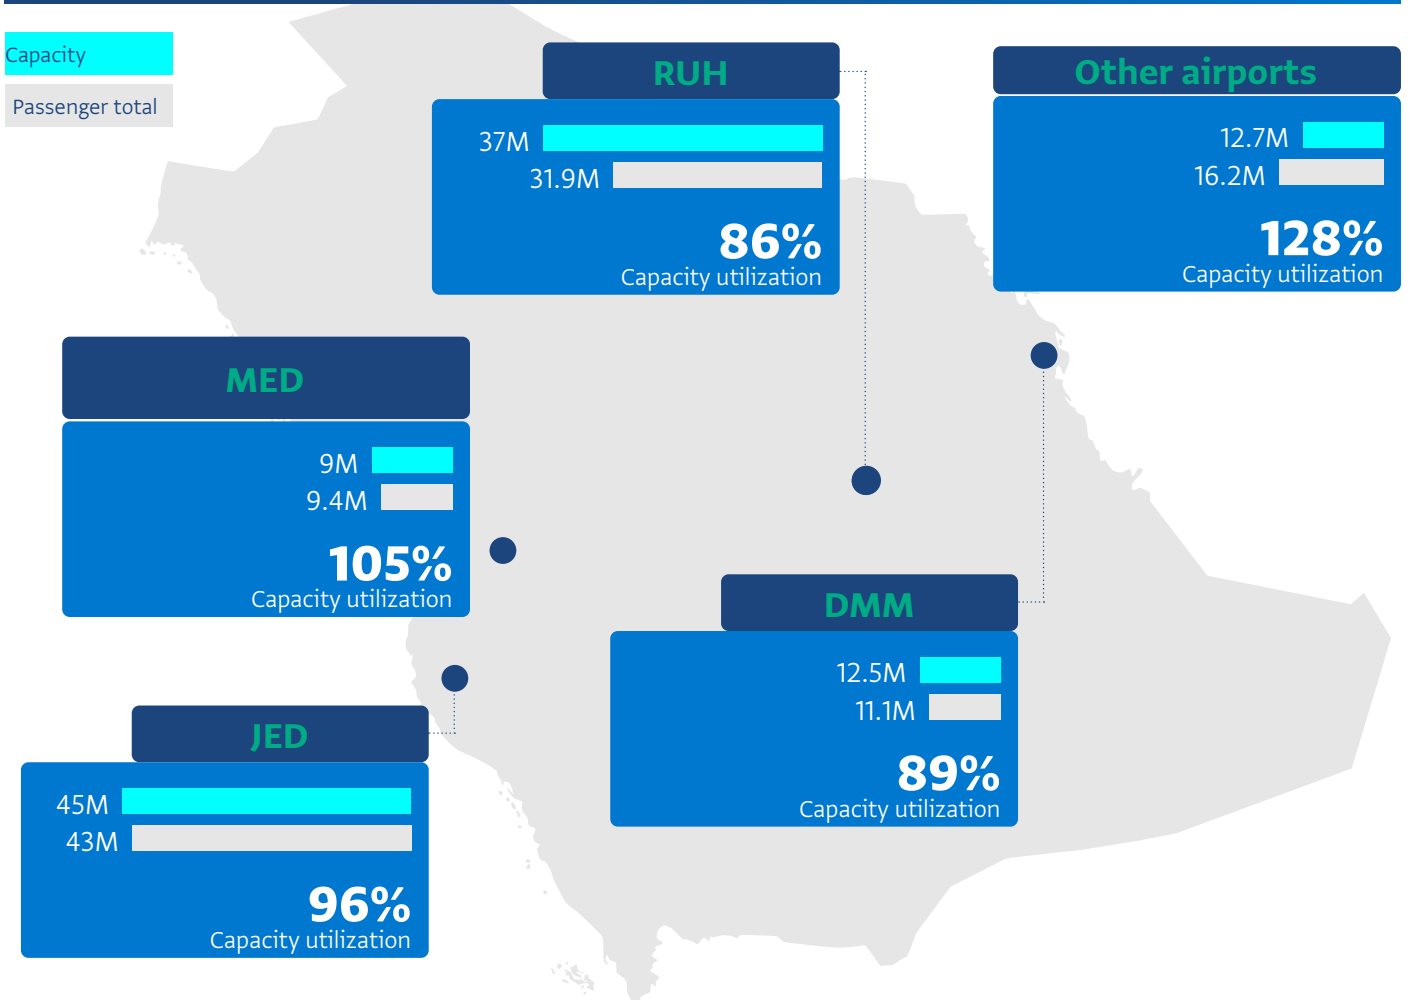 Capacity
Passenger total
RUH
37M
31.9M
86%
Capacity utilization
Other airports
12.7M
16.2M
128%
Capacity utilization
MED
9M
9.4M
105%
Capacity utilization
DMM
12.5M
11.1M
89%
Capacity utilization
JED
45M
43M
96%
Capacity utilization